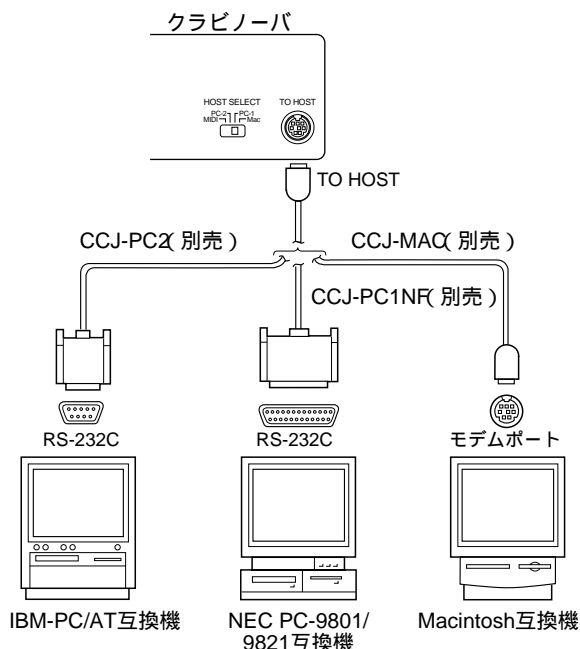 クラビノーバ
HOST SELECT
TO HOST
PC-2 PC-1
MIDI Mac
TO HOST
CCJ-PC2(別売)
CCJ-MAC(別売)
CCJ-PC1NF(別売)
RS-232C
RS-232C
モデムポート
IBM-PC/AT互換機
NEC PC-9801/
9821互換機
Macintosh互換機